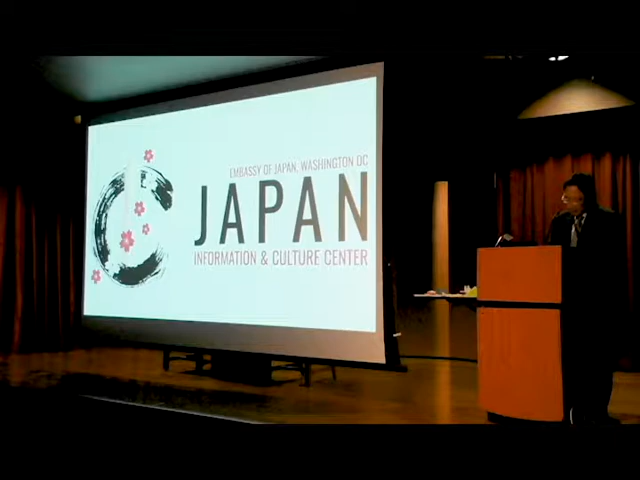 EMBASSY OF JAPAN, WASHINGTON DC
JAPAN
INFORMATION & CULTURE CENTER